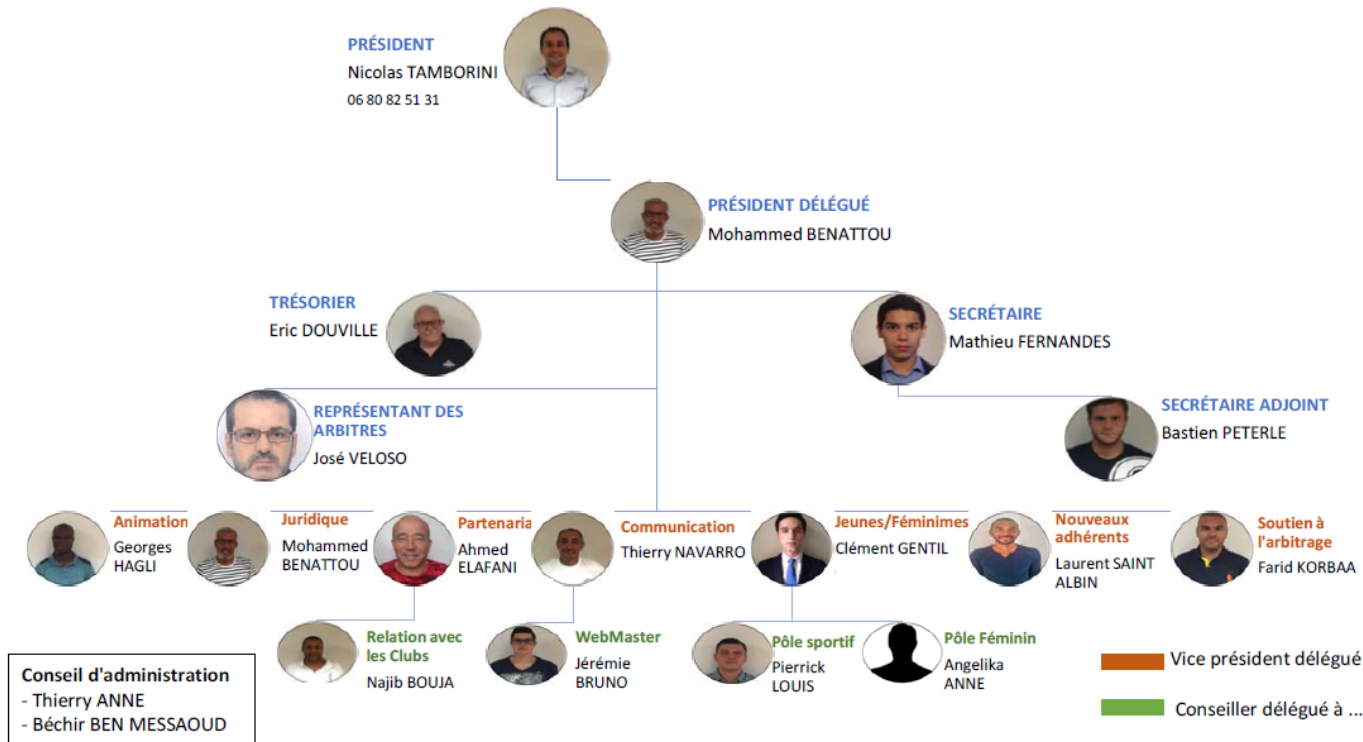 PRÉSIDENT
Nicolas TAMBORINI
06 80 82 51 31
PRÉSIDENT DÉLÉGUÉ
Mohammed BENATTOU
TRÉSORIER
Eric DOUVILLE
SECRÉTAIRE
Mathieu FERNANDES
REPRÉSENTANT DES
ARBITRES
José VELOSO
SECRÉTAIRE ADJOINT
Bastien PETERLE
Animation
Georges
HAGLI
Juridique
Mohammed
BENATTOU
Partenaria
Ahmed
ELAFANI
Communication
Thierry NAVARRO
Jeunes/Féminimes
Clément GENTIL
Nouveaux
adhérents
Laurent SAINT
ALBIN
Soutien à
l'arbitrage
Farid KORBAA
Relation avec
les Clubs
Najib BOUJA
WebMaster
Jérémie
BRUNO
Pôle sportif
Pierrick
LOUIS
Pôle Féminin
Angelika
ANNE
Conseil d'administration
- Thierry ANNE
- Béchir BEN MESSAOUD
Vice président délégué
Conseiller délégué à ...